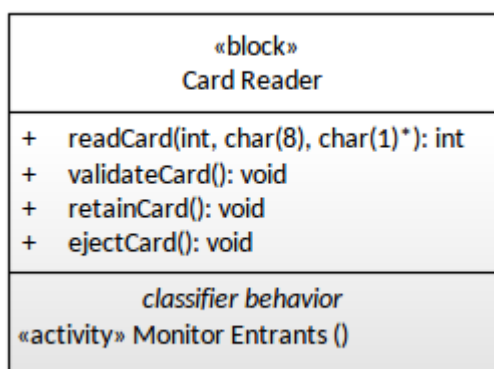 «block»
Card Reader
+ readCard(int, char(8), char(1)*): int
+ validateCard(): void
+ retainCard(): void
+ ejectCard(): void
classifier behavior
«activity» Monitor Entrants ()